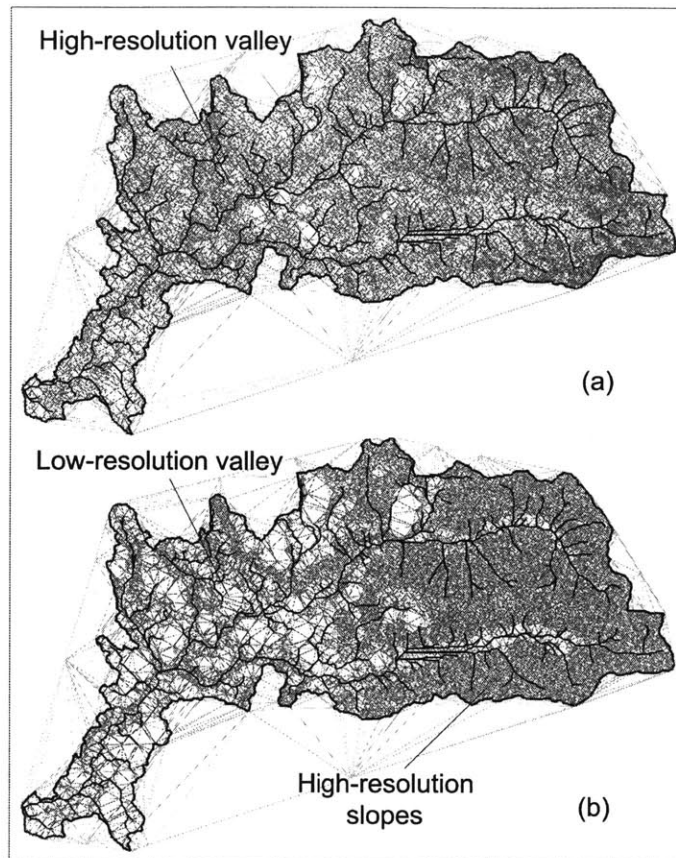 High-resolution valley
(a)
Low-resolution valley
High-resolution
slopes
(b)